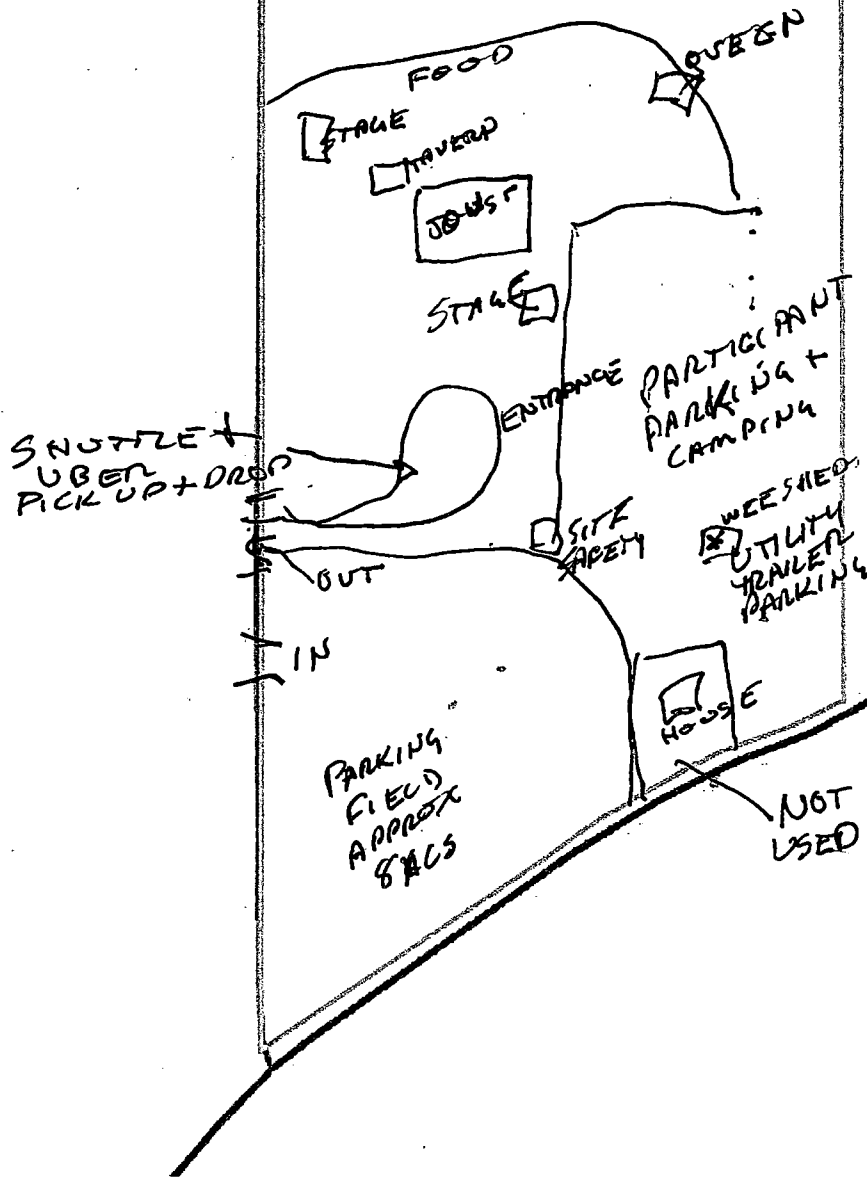 FOOD
QUEEN
STAGE
TAVERN
JOUST
STAGE
ENTRANCE
PARTICIPANT
PARKING +
CAMPING
SHUTTLE +
UBER
PICK UP + DROP
SITE
SAFETY
WEE SHED
UTILITY
TRAILER
PARKING
OUT
IN
HOUSE
PARKING
FIELD
APPROX
8 ACS
NOT
USED